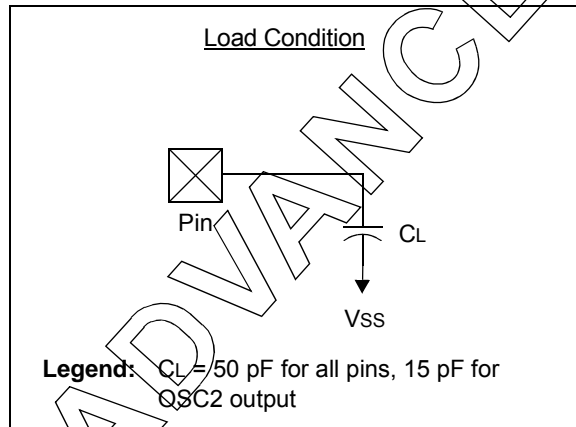 Load Condition
Pin
CL
VSS
Legend: CL = 50 pF for all pins, 15 pF for
OSC2 output
ADVANCE